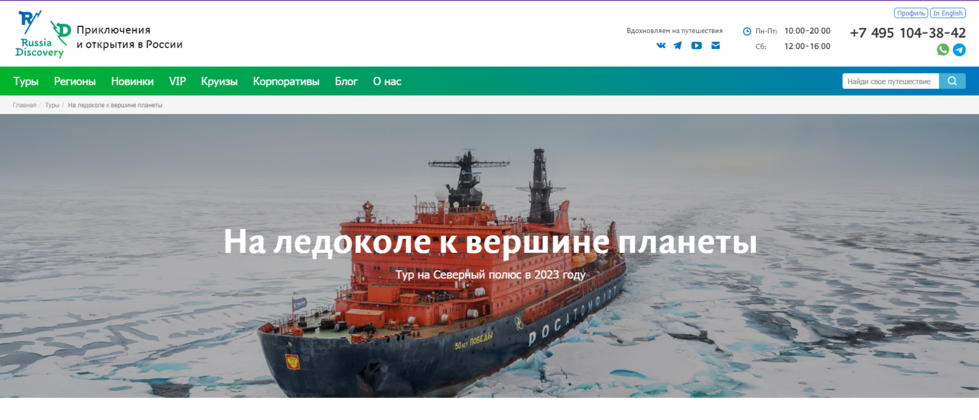 Профиль In English
RD
Russia
Discovery
Приключения
и открытия в России
Вдохновляем на путешествия
Пн-Пт: 10:00-20:00
Сб: 12:00-16:00
+7 495 104-38-42
Туры Регионы Новинки VIP Круизы Корпоративы Блог О нас
Найди свое путешествие
Главная / Туры / На ледоколе к вершине планеты
На ледоколе к вершине планеты
Тур на Северный полюс в 2023 году
50 ЛЕТ ПОБЕДЫ
РОСАТОМФЛОТ